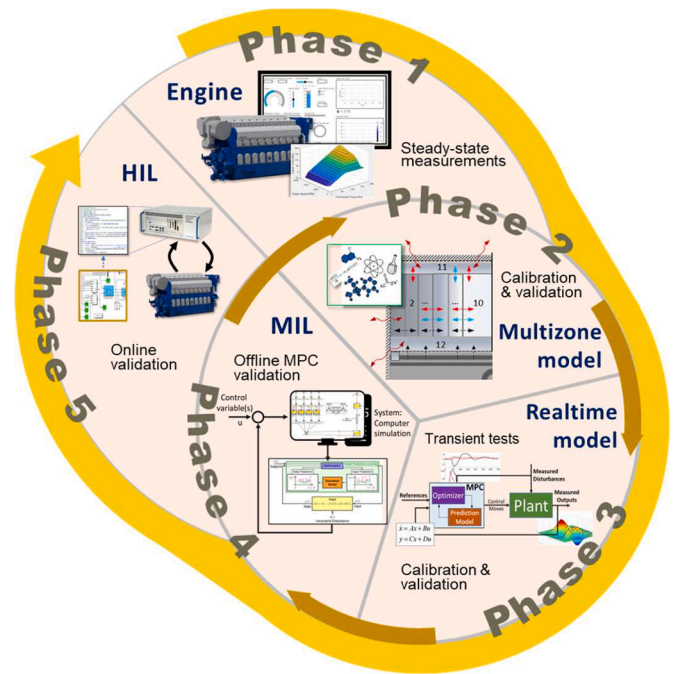 Phase 1
Engine
Steady-state
measurements
HIL
Phase 2
11
2
...
...
10
12
Calibration
& validation
Multizone
model
Phase 5
Online
validation
MIL
Offline MPC
validation
Control
variable(s)
u
System:
Computer
simulation
Phase 4
Realtime
model
Transient tests
Measured
Disturbances
References
MPC
Optimizer
Prediction
Model
Control
Moves
Plant
Measured
Outputs
ẋ = Ax + Bu
y = Cx + Du
Calibration &
validation
Phase 3